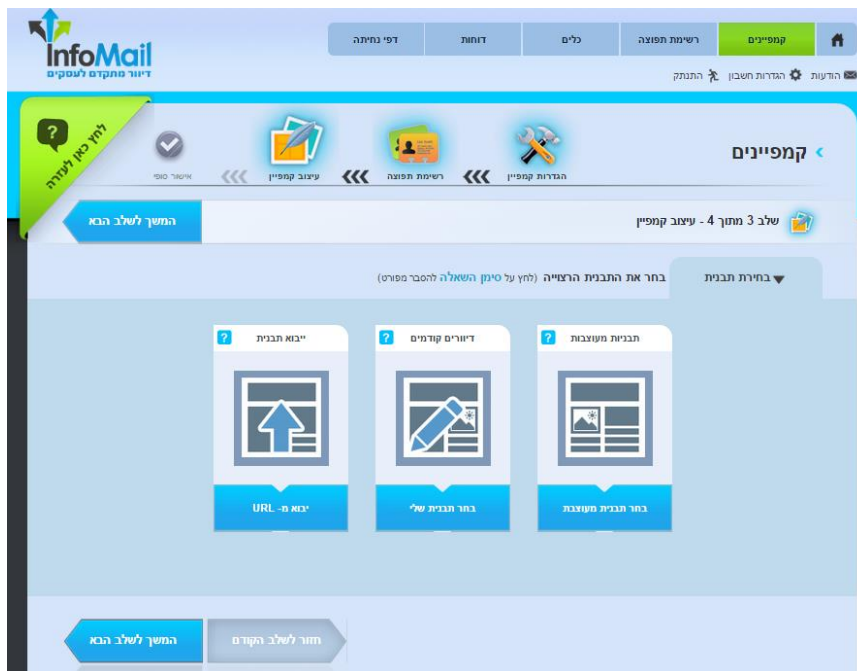 InfoMail
דיוור מתקדם לעסקים
קמפיינים
רשימת תפוצה
כלים
דוחות
דפי נחיתה
הודעות
הגדרות חשבון
התנתק
לחץ כאן לעזרה
קמפיינים
הגדרות קמפיין
רשימת תפוצה
עיצוב קמפיין
אישור סופי
שלב 3 מתוך 4 - עיצוב קמפיין
המשך לשלב הבא
בחירת תבנית
בחר את התבנית הרצוייה (לחץ על סימן השאלה להסבר מפורט)
תבניות מעוצבות ?
דיוורים קודמים ?
ייבוא תבנית ?
בחר תבנית מעוצבת
בחר תבנית שלי
יבוא מ- URL
חזור לשלב הקודם
המשך לשלב הבא